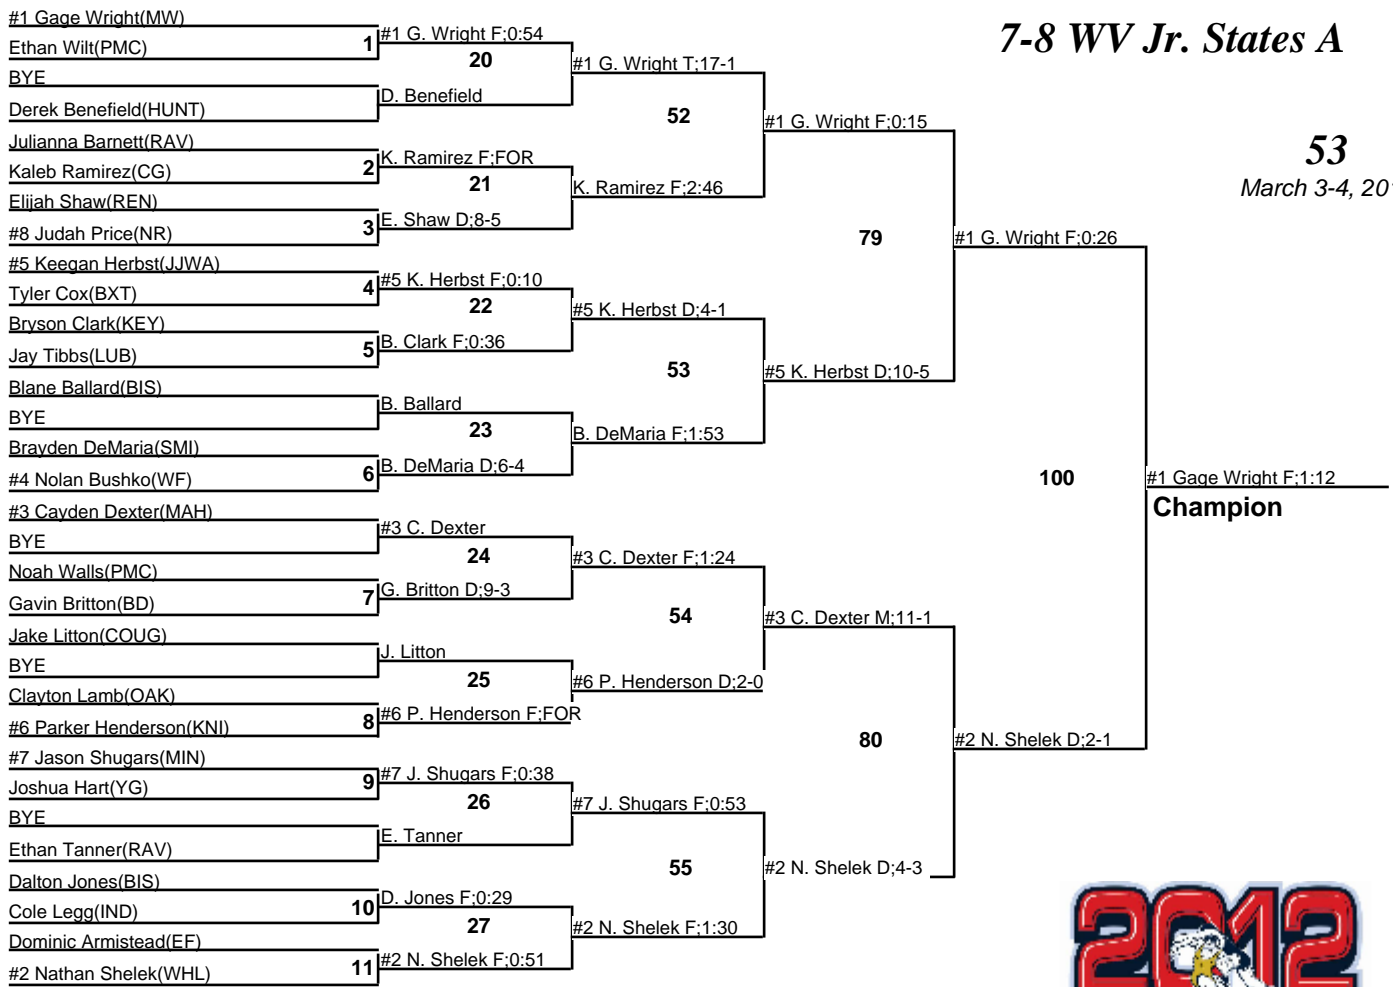 7-8 WV Jr. States A
53
March 3-4, 201
#1 Gage Wright(MW)
Ethan Wilt(PMC)
BYE
Derek Benefield(HUNT)
Julianna Barnett(RAV)
Kaleb Ramirez(CG)
Elijah Shaw(REN)
#8 Judah Price(NR)
#5 Keegan Herbst(JJWA)
Tyler Cox(BXT)
Bryson Clark(KEY)
Jay Tibbs(LUB)
Blane Ballard(BIS)
BYE
Brayden DeMaria(SMI)
#4 Nolan Bushko(WF)
#3 Cayden Dexter(MAH)
BYE
Noah Walls(PMC)
Gavin Britton(BD)
Jake Litton(COUG)
BYE
Clayton Lamb(OAK)
#6 Parker Henderson(KNI)
#7 Jason Shugars(MIN)
Joshua Hart(YG)
BYE
Ethan Tanner(RAV)
Dalton Jones(BIS)
Cole Legg(IND)
Dominic Armistead(EF)
#2 Nathan Shelek(WHL)
1
2
3
4
5
6
7
8
9
10
11
#1 G. Wright F;0:54
D. Benefield
K. Ramirez F;FOR
E. Shaw D;8-5
#5 K. Herbst F;0:10
B. Clark F;0:36
B. Ballard
B. DeMaria D;6-4
#3 C. Dexter
G. Britton D;9-3
J. Litton
#6 P. Henderson F;FOR
#7 J. Shugars F;0:38
E. Tanner
D. Jones F;0:29
#2 N. Shelek F;0:51
20
21
22
23
24
25
26
27
#1 G. Wright T;17-1
K. Ramirez F;2:46
#5 K. Herbst D;4-1
B. DeMaria F;1:53
#3 C. Dexter F;1:24
#6 P. Henderson D;2-0
#7 J. Shugars F;0:53
#2 N. Shelek F;1:30
52
53
54
55
#1 G. Wright F;0:15
#5 K. Herbst D;10-5
#3 C. Dexter M;11-1
#2 N. Shelek D;4-3
79
80
#1 G. Wright F;0:26
#2 N. Shelek D;2-1
100
#1 Gage Wright F;1:12
Champion
2012